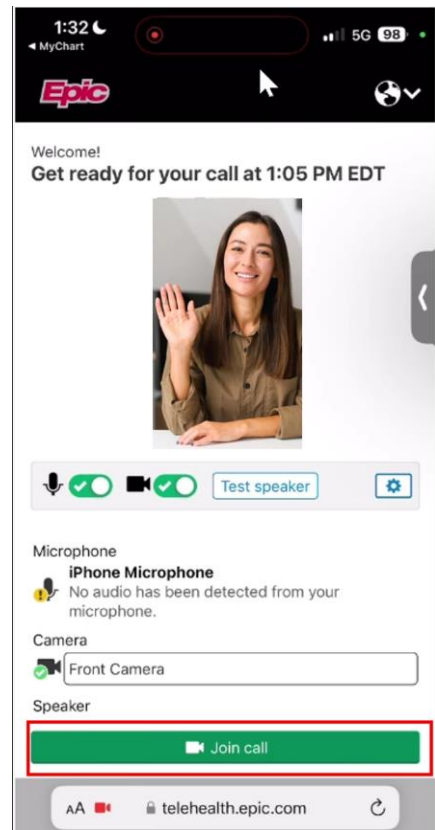 1:32
5G 98
MyChart
Epic
Welcome!
Get ready for your call at 1:05 PM EDT
Test speaker
Microphone
iPhone Microphone
No audio has been detected from your
microphone.
Camera
Front Camera
Speaker
Join call
AA
telehealth.epic.com